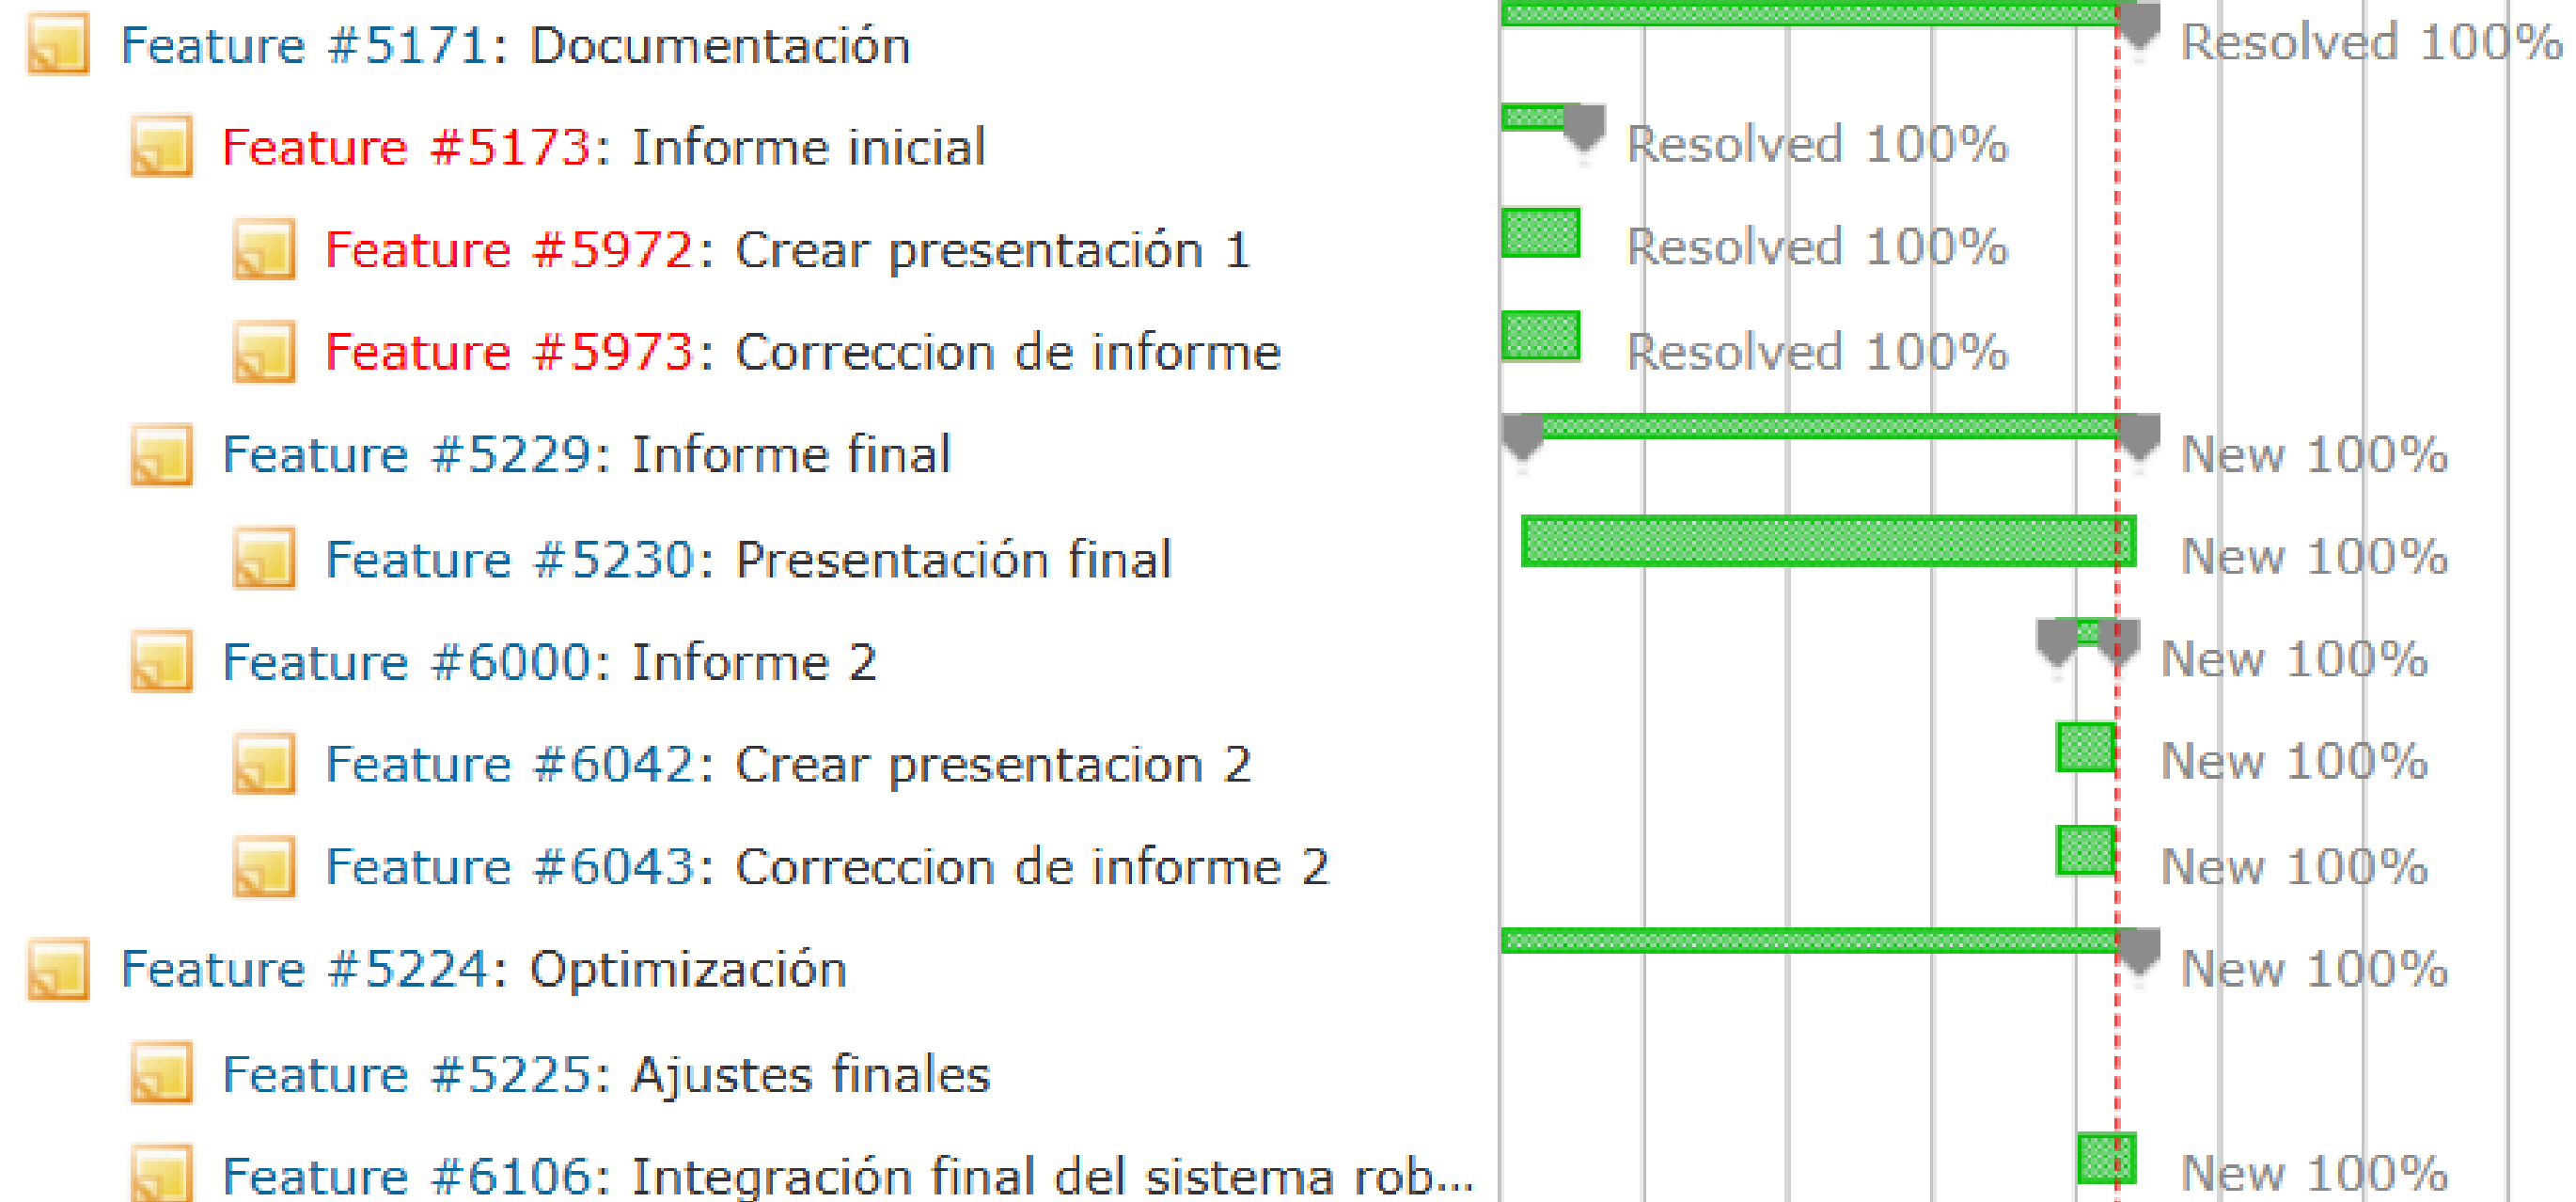 Feature #5171: Documentación Resolved 100%
Feature #5173: Informe inicial Resolved 100%
Feature #5972: Crear presentación 1 Resolved 100%
Feature #5973: Correccion de informe Resolved 100%
Feature #5229: Informe final New 100%
Feature #5230: Presentación final New 100%
Feature #6000: Informe 2 New 100%
Feature #6042: Crear presentacion 2 New 100%
Feature #6043: Correccion de informe 2 New 100%
Feature #5224: Optimización New 100%
Feature #5225: Ajustes finales
Feature #6106: Integración final del sistema rob... New 100%